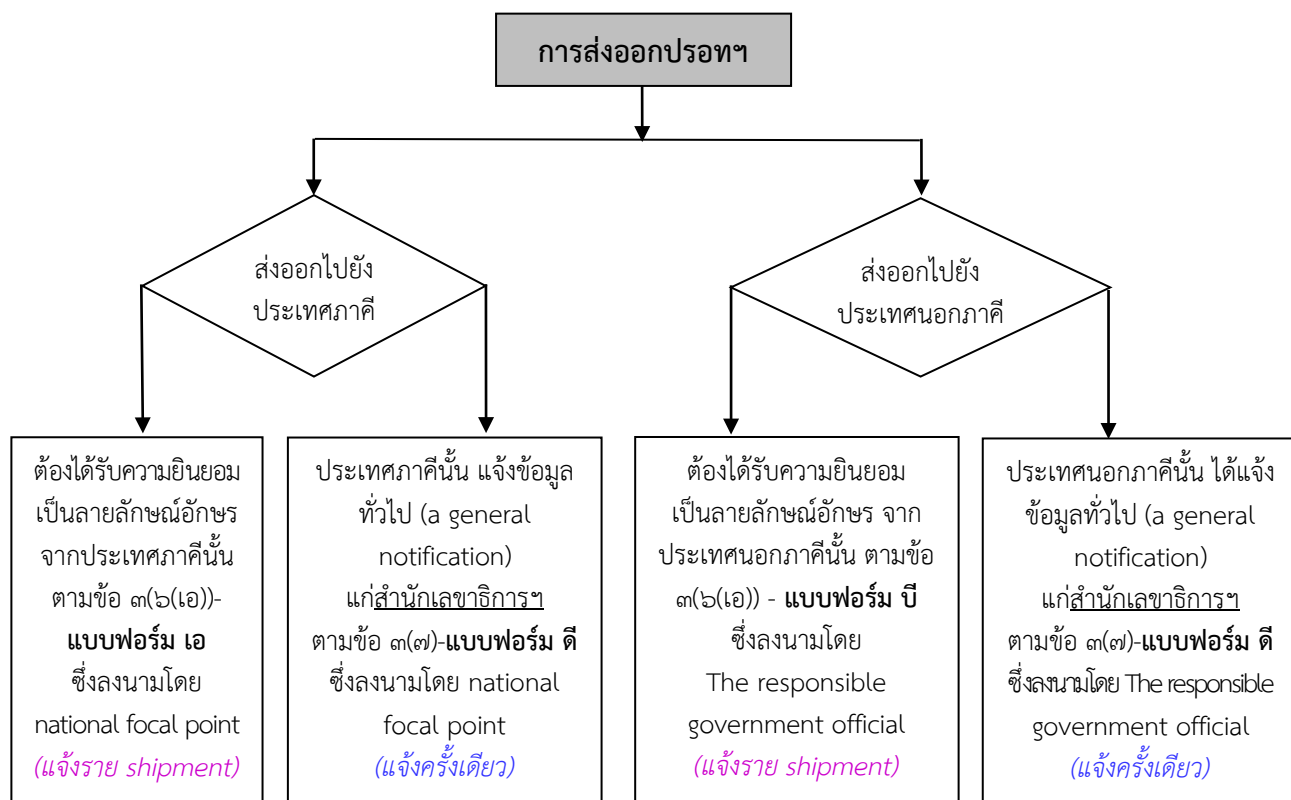 การส่งออกปรอทฯ
ส่งออกไปยัง
ประเทศภาคี
ส่งออกไปยัง
ประเทศนอกภาคี
ต้องได้รับความยินยอม
เป็นลายลักษณ์อักษร
จากประเทศภาคีนั้น
ตามข้อ ๓(๖(เอ))-
แบบฟอร์ม เอ
ซึ่งลงนามโดย
national focal point
(แจ้งราย shipment)
ประเทศภาคีนั้น แจ้งข้อมูล
ทั่วไป (a general
notification)
แก่สำนักเลขาธิการฯ
ตามข้อ ๓(๗)-แบบฟอร์ม ดี
ซึ่งลงนามโดย national
focal point
(แจ้งครั้งเดียว)
ต้องได้รับความยินยอม
เป็นลายลักษณ์อักษร จาก
ประเทศนอกภาคีนั้น ตามข้อ
๓(๖(เอ)) - แบบฟอร์ม บี
ซึ่งลงนามโดย
The responsible
government official
(แจ้งราย shipment)
ประเทศนอกภาคีนั้น ได้แจ้ง
ข้อมูลทั่วไป (a general
notification)
แก่สำนักเลขาธิการฯ
ตามข้อ ๓(๗)-แบบฟอร์ม ดี
ซึ่งลงนามโดย The responsible
government official
(แจ้งครั้งเดียว)